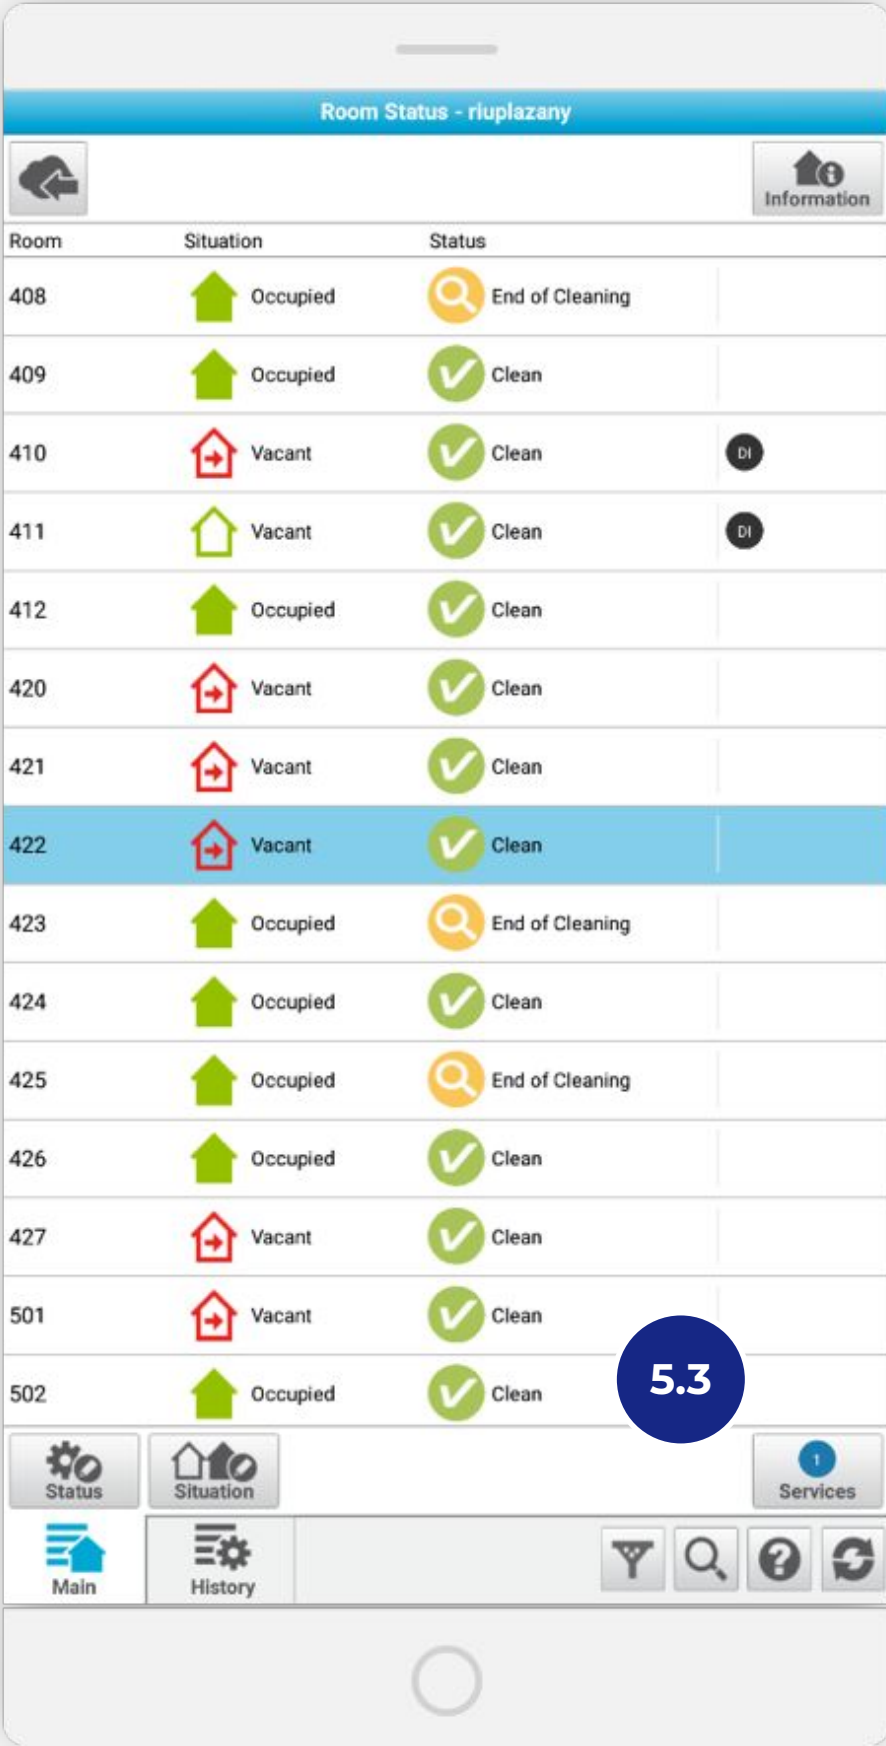 Room Status - riuplazany
Information
Room Situation Status
408 Occupied End of Cleaning
409 Occupied Clean
410 Vacant Clean DI
411 Vacant Clean DI
412 Occupied Clean
420 Vacant Clean
421 Vacant Clean
422 Vacant Clean
423 Occupied End of Cleaning
424 Occupied Clean
425 Occupied End of Cleaning
426 Occupied Clean
427 Vacant Clean
501 Vacant Clean
502 Occupied Clean
5.3
Status Situation 1 Services
Main History